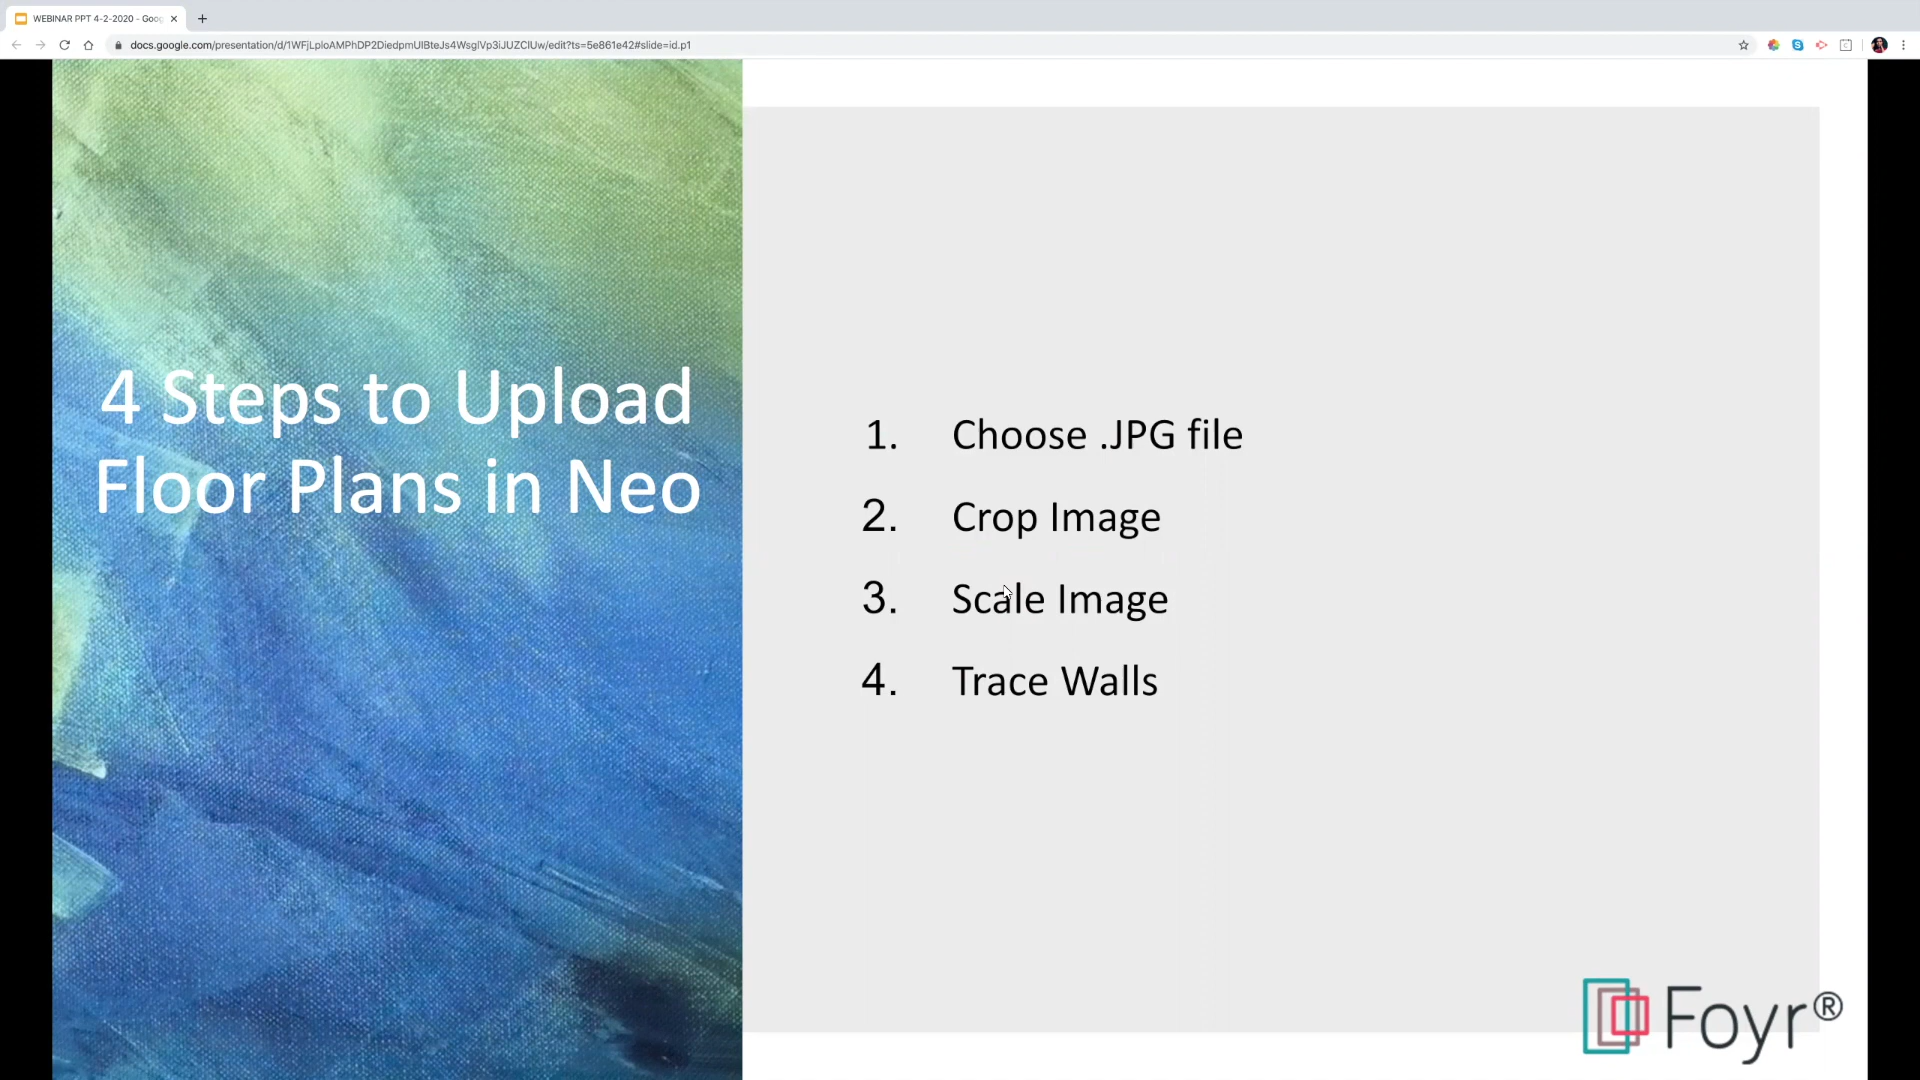 WEBINAR PPT 4-2-2020 - Goog
docs.google.com/presentation/d/1WFjLploAMPhDP2DiedpmUIBteJs4WsglVp3iJUZClUw/edit?ts=5e861e42#slide=id.p1
4 Steps to Upload
Floor Plans in Neo
1. Choose .JPG file
2. Crop Image
3. Scale Image
4. Trace Walls
Foyr®